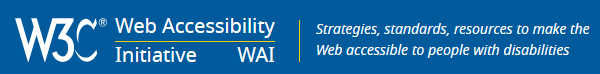 W3C® Web Accessibility
Initiative WAI
Strategies, standards, resources to make the
Web accessible to people with disabilities